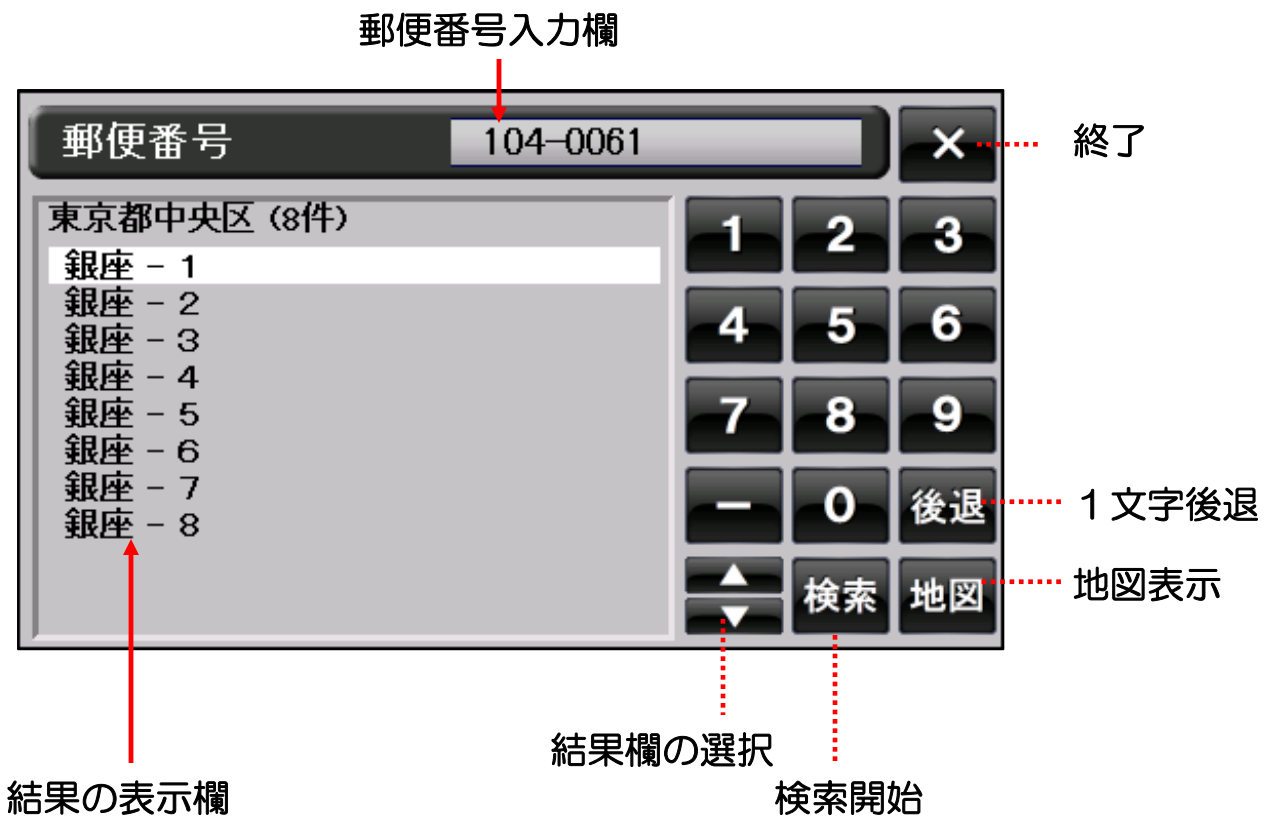 郵便番号入力欄
郵便番号
104-0061
×
終了
東京都中央区 (8件)
銀座 - 1
銀座 - 2
銀座 - 3
銀座 - 4
銀座 - 5
銀座 - 6
銀座 - 7
銀座 - 8
1 2 3
4 5 6
7 8 9
- 0 後退
１文字後退
▲
▼
検索 地図
地図表示
結果欄の選択
結果の表示欄
検索開始